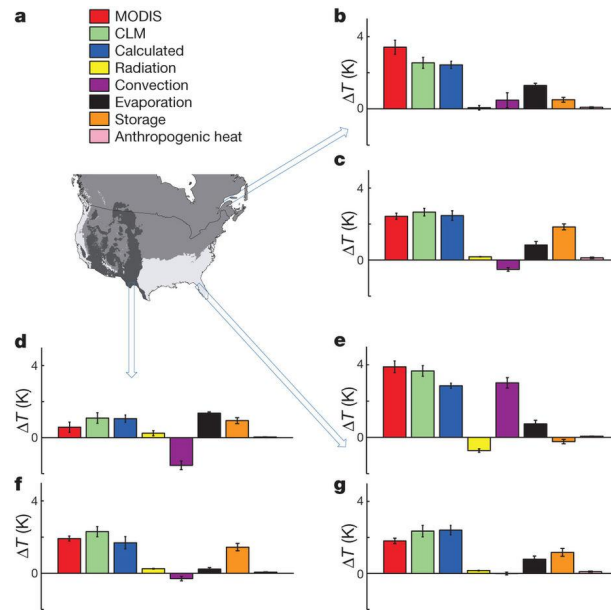 a
MODIS
CLM
Calculated
Radiation
Convection
Evaporation
Storage
Anthropogenic heat
b
4
ΔT (K)
0
c
4
ΔT (K)
0
d
4
ΔT (K)
0
e
4
ΔT (K)
0
f
4
ΔT (K)
0
g
4
ΔT (K)
0